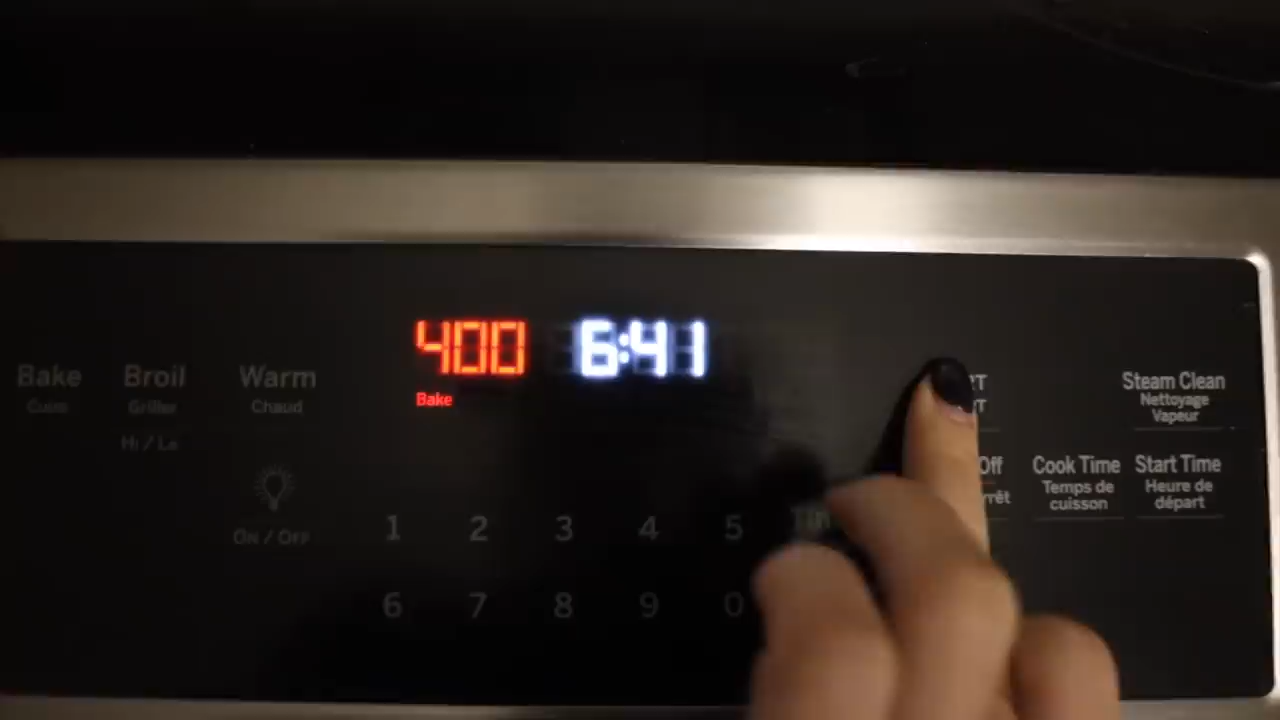 400 6:41
Bake
Bake Broil Warm
Cuire Griller Chaud
Hi / Lo
ON / OFF
1 2 3 4 5
6 7 8 9 0
Off
Cook Time
Temps de
cuisson
Steam Clean
Nettoyage
Vapeur
Start Time
Heure de
départ